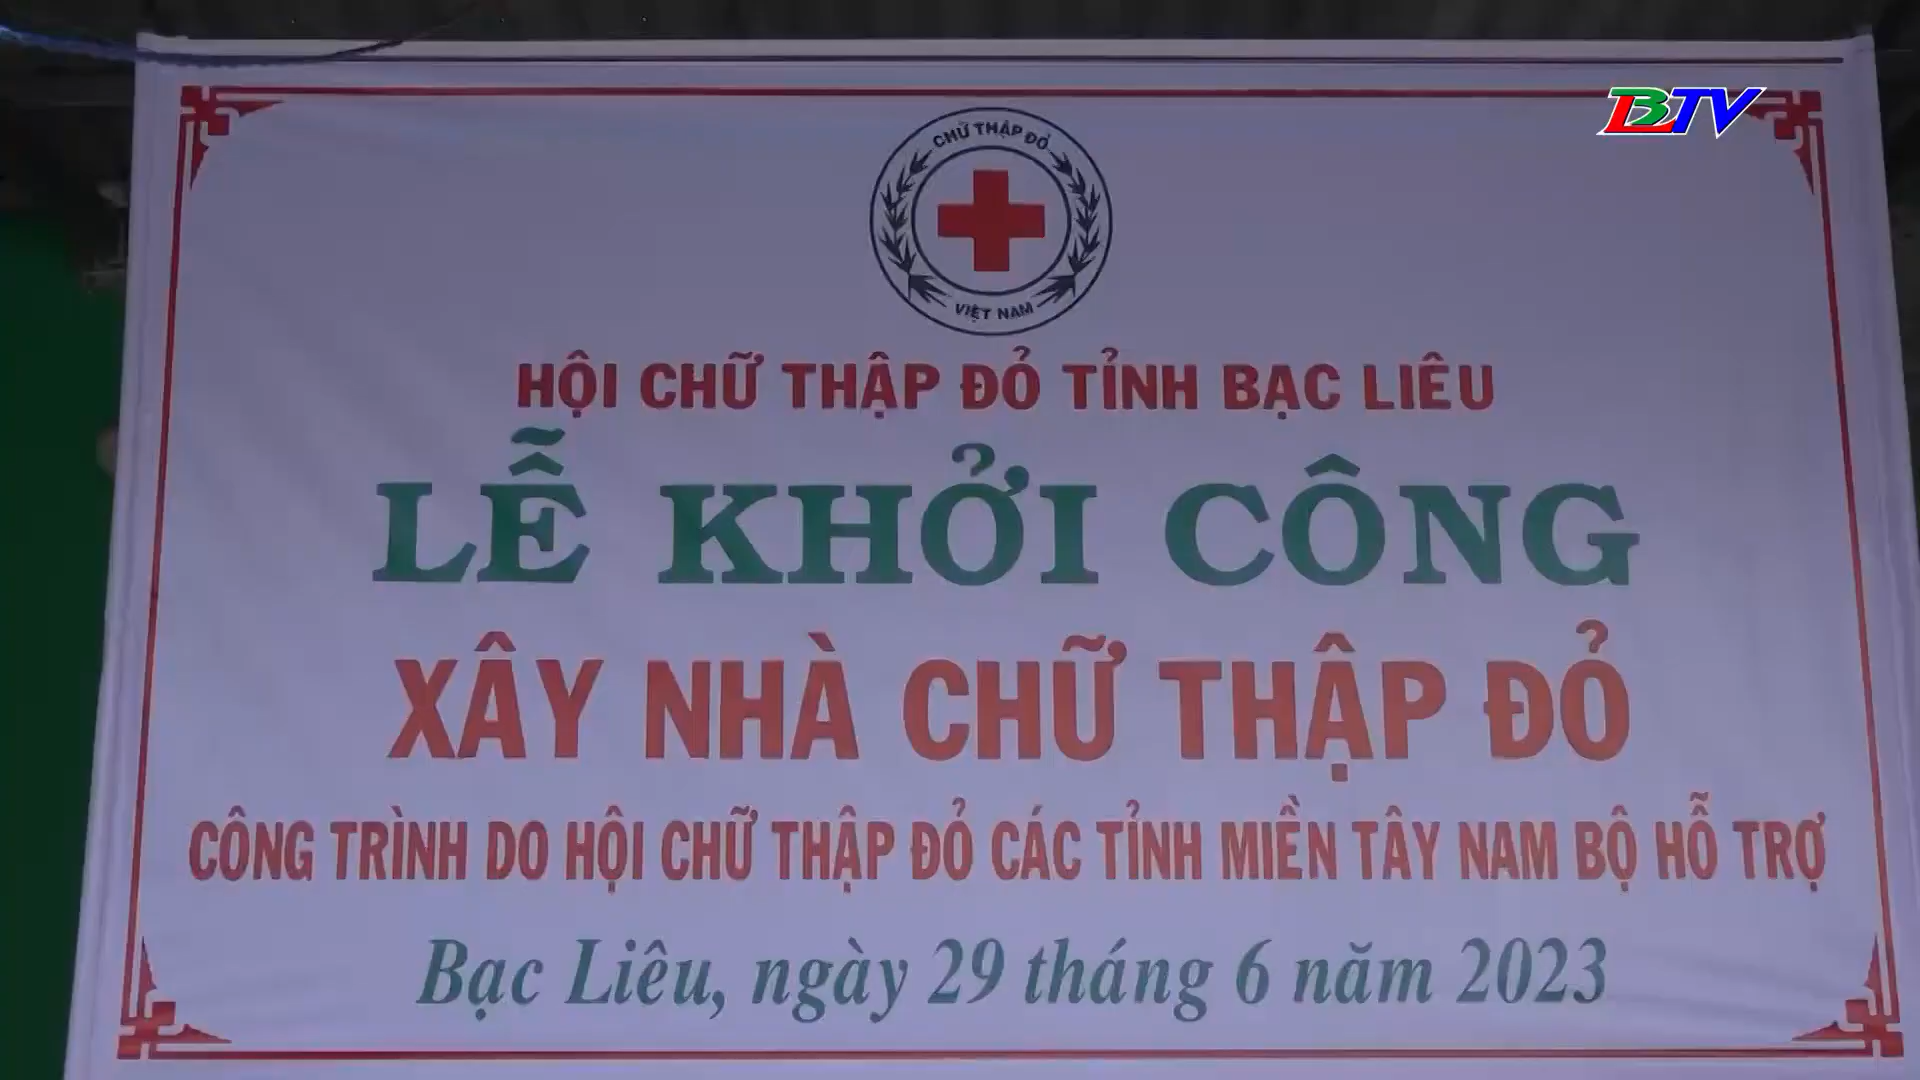 BTV
CHỮ THẬP ĐỎ
VIỆT NAM
HỘI CHỮ THẬP ĐỎ TỈNH BẠC LIÊU
LỄ KHỞI CÔNG
XÂY NHÀ CHỮ THẬP ĐỎ
CÔNG TRÌNH DO HỘI CHỮ THẬP ĐỎ CÁC TỈNH MIỀN TÂY NAM BỘ HỖ TRỢ
Bạc Liêu, ngày 29 tháng 6 năm 2023